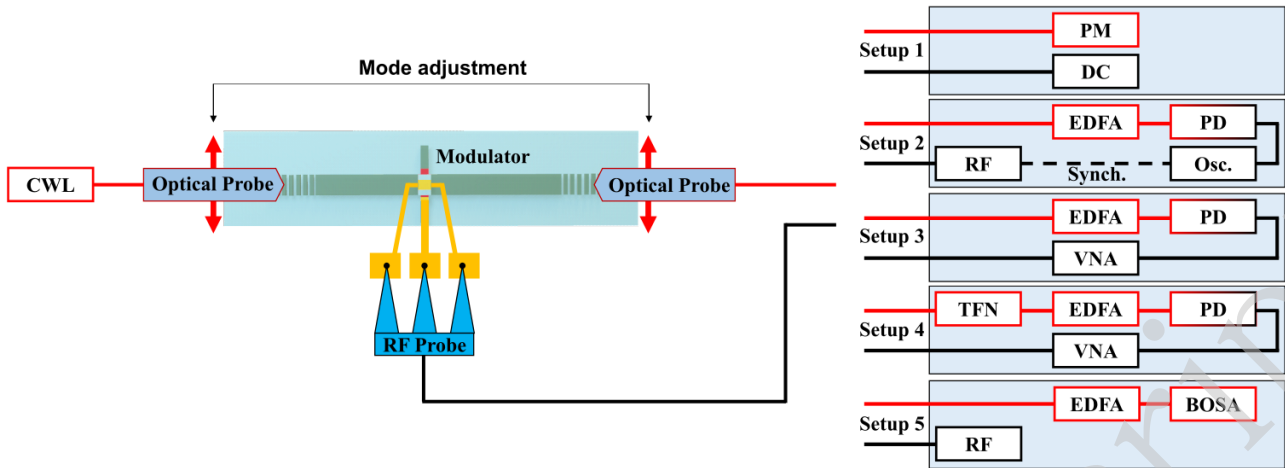 Mode adjustment
Modulator
CWL
Optical Probe
Optical Probe
RF Probe
Setup 1
PM
DC
Setup 2
EDFA
PD
RF
Synch.
Osc.
Setup 3
EDFA
PD
VNA
Setup 4
TFN
EDFA
PD
VNA
Setup 5
EDFA
BOSA
RF